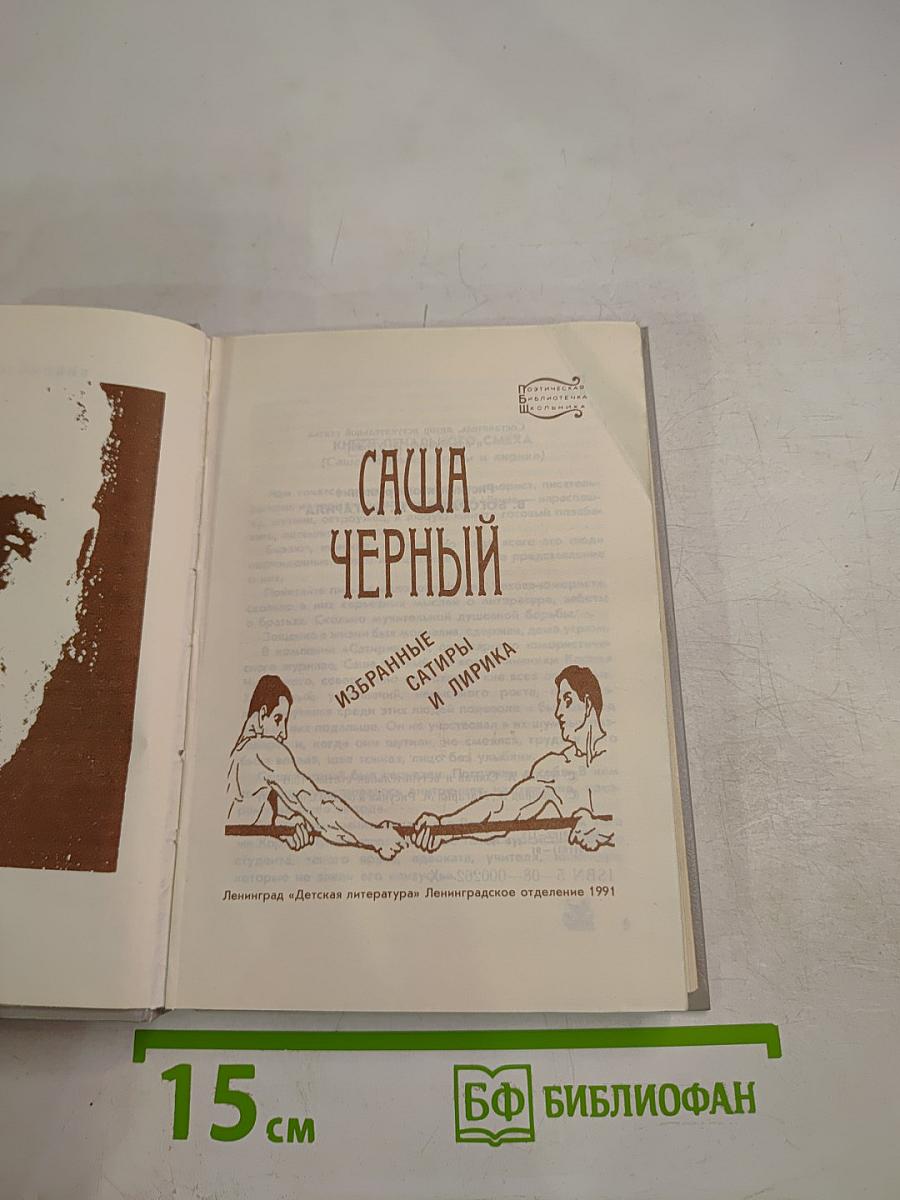 ПОЭТИЧЕСКАЯ
БИБЛИОТЕЧКА
ШКОЛЬНИКА
САША
ЧЕРНЫЙ
ИЗБРАННЫЕ
САТИРЫ
И ЛИРИКА
Ленинград «Детская литература» Ленинградское отделение 1991
15 см
БФ БИБЛИОФАН